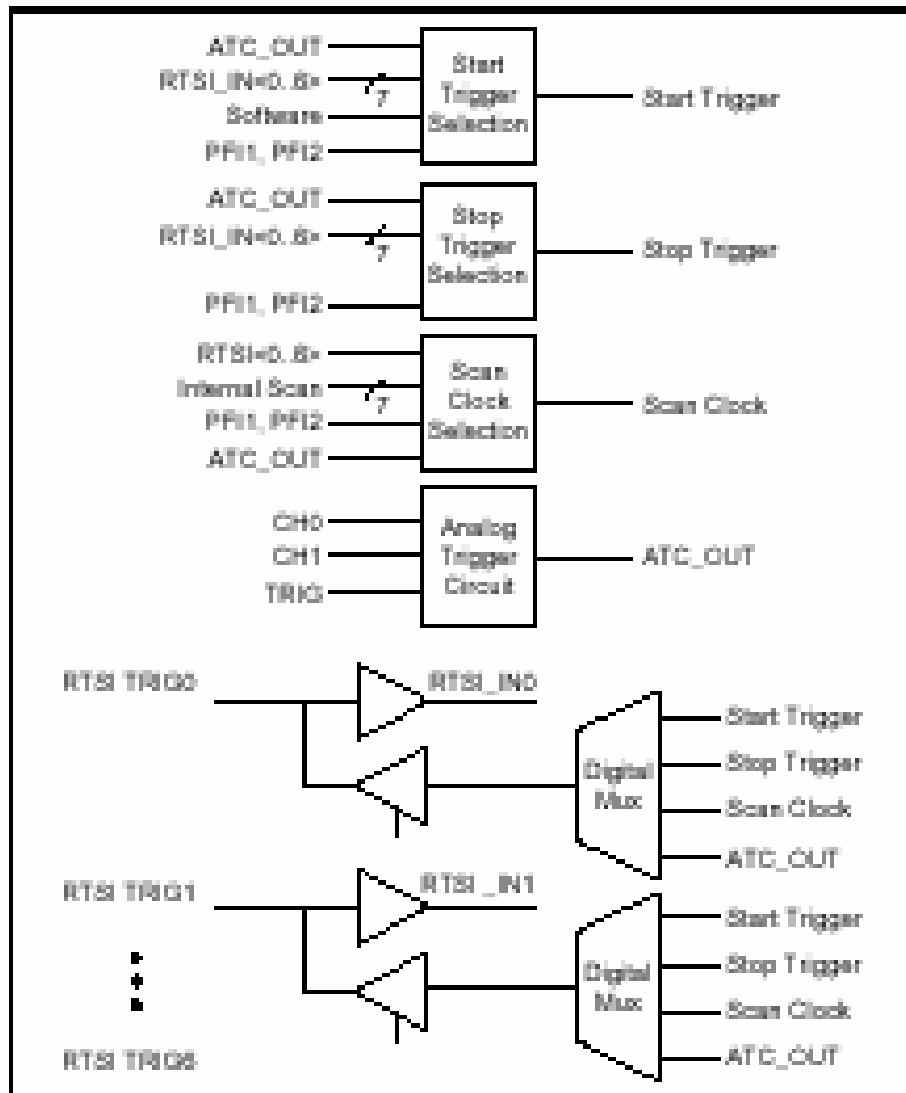 ATC_OUT
RTSI_IN<0..6>
7
Software
PFI1, PFI2
Start
Trigger
Selection
Start Trigger
ATC_OUT
RTSI_IN<0..6>
7
PFI1, PFI2
Stop
Trigger
Selection
Stop Trigger
RTSI<0..6>
Internal Scan
7
PFI1, PFI2
ATC_OUT
Scan
Clock
Selection
Scan Clock
CH0
CH1
TRIG
Analog
Trigger
Circuit
ATC_OUT
RTSI TRIG0
RTSI_IN0
Digital
Mux
Start Trigger
Stop Trigger
Scan Clock
ATC_OUT
RTSI TRIG1
RTSI _IN1
Digital
Mux
Start Trigger
Stop Trigger
Scan Clock
ATC_OUT
RTSI TRIG6